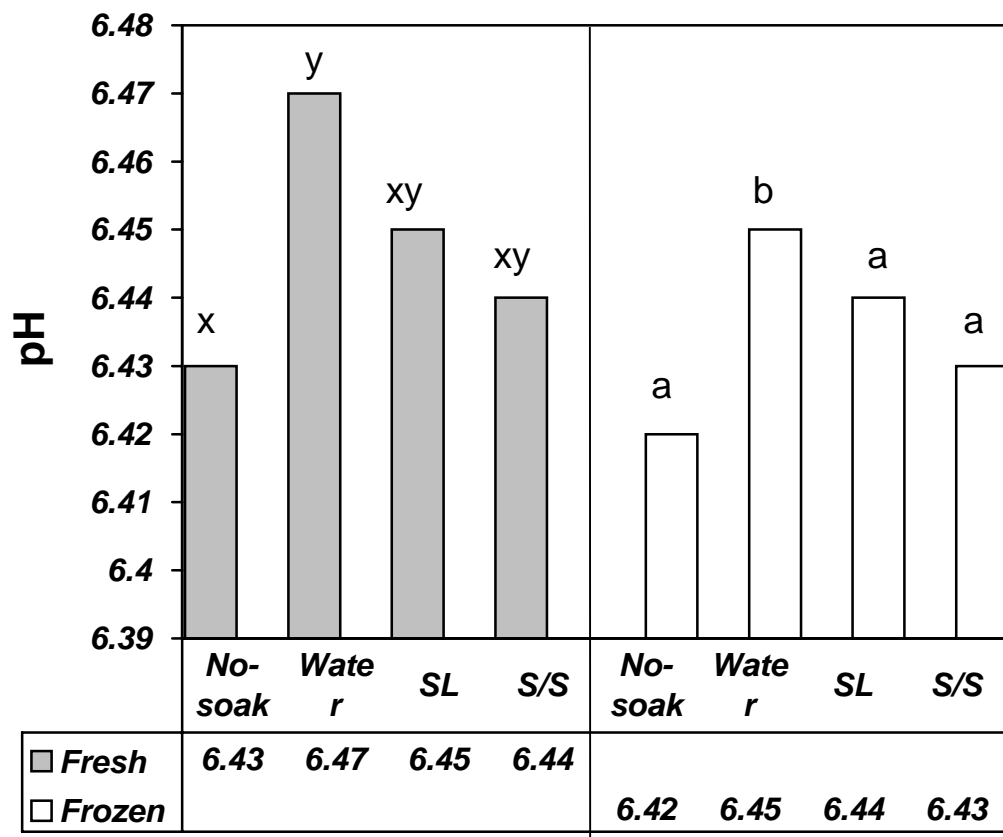 6.48
6.47
6.46
6.45
6.44
6.43
6.42
6.41
6.4
6.39
pH
x
y
xy
xy
a
b
a
a
No-
soak
Wate
r
SL
S/S
No-
soak
Wate
r
SL
S/S
Fresh 6.43 6.47 6.45 6.44
Frozen 6.42 6.45 6.44 6.43